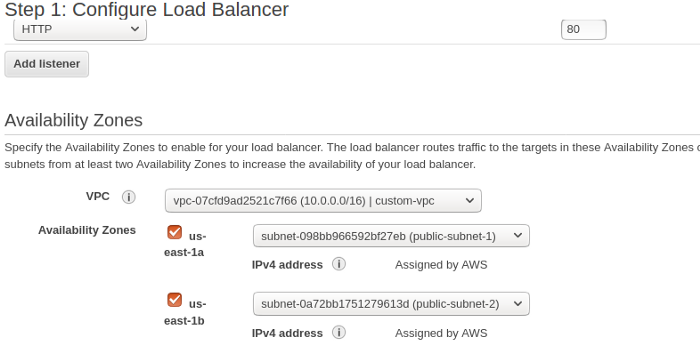 Step 1: Configure Load Balancer
HTTP
80
Add listener
Availability Zones
Specify the Availability Zones to enable for your load balancer. The load balancer routes traffic to the targets in these Availability Zones
subnets from at least two Availability Zones to increase the availability of your load balancer.
VPC
vpc-07cfd9ad2521c7f66 (10.0.0.0/16) | custom-vpc
Availability Zones
us-
east-1a
subnet-098bb966592bf27eb (public-subnet-1)
IPv4 address
Assigned by AWS
us-
east-1b
subnet-0a72bb1751279613d (public-subnet-2)
IPv4 address
Assigned by AWS